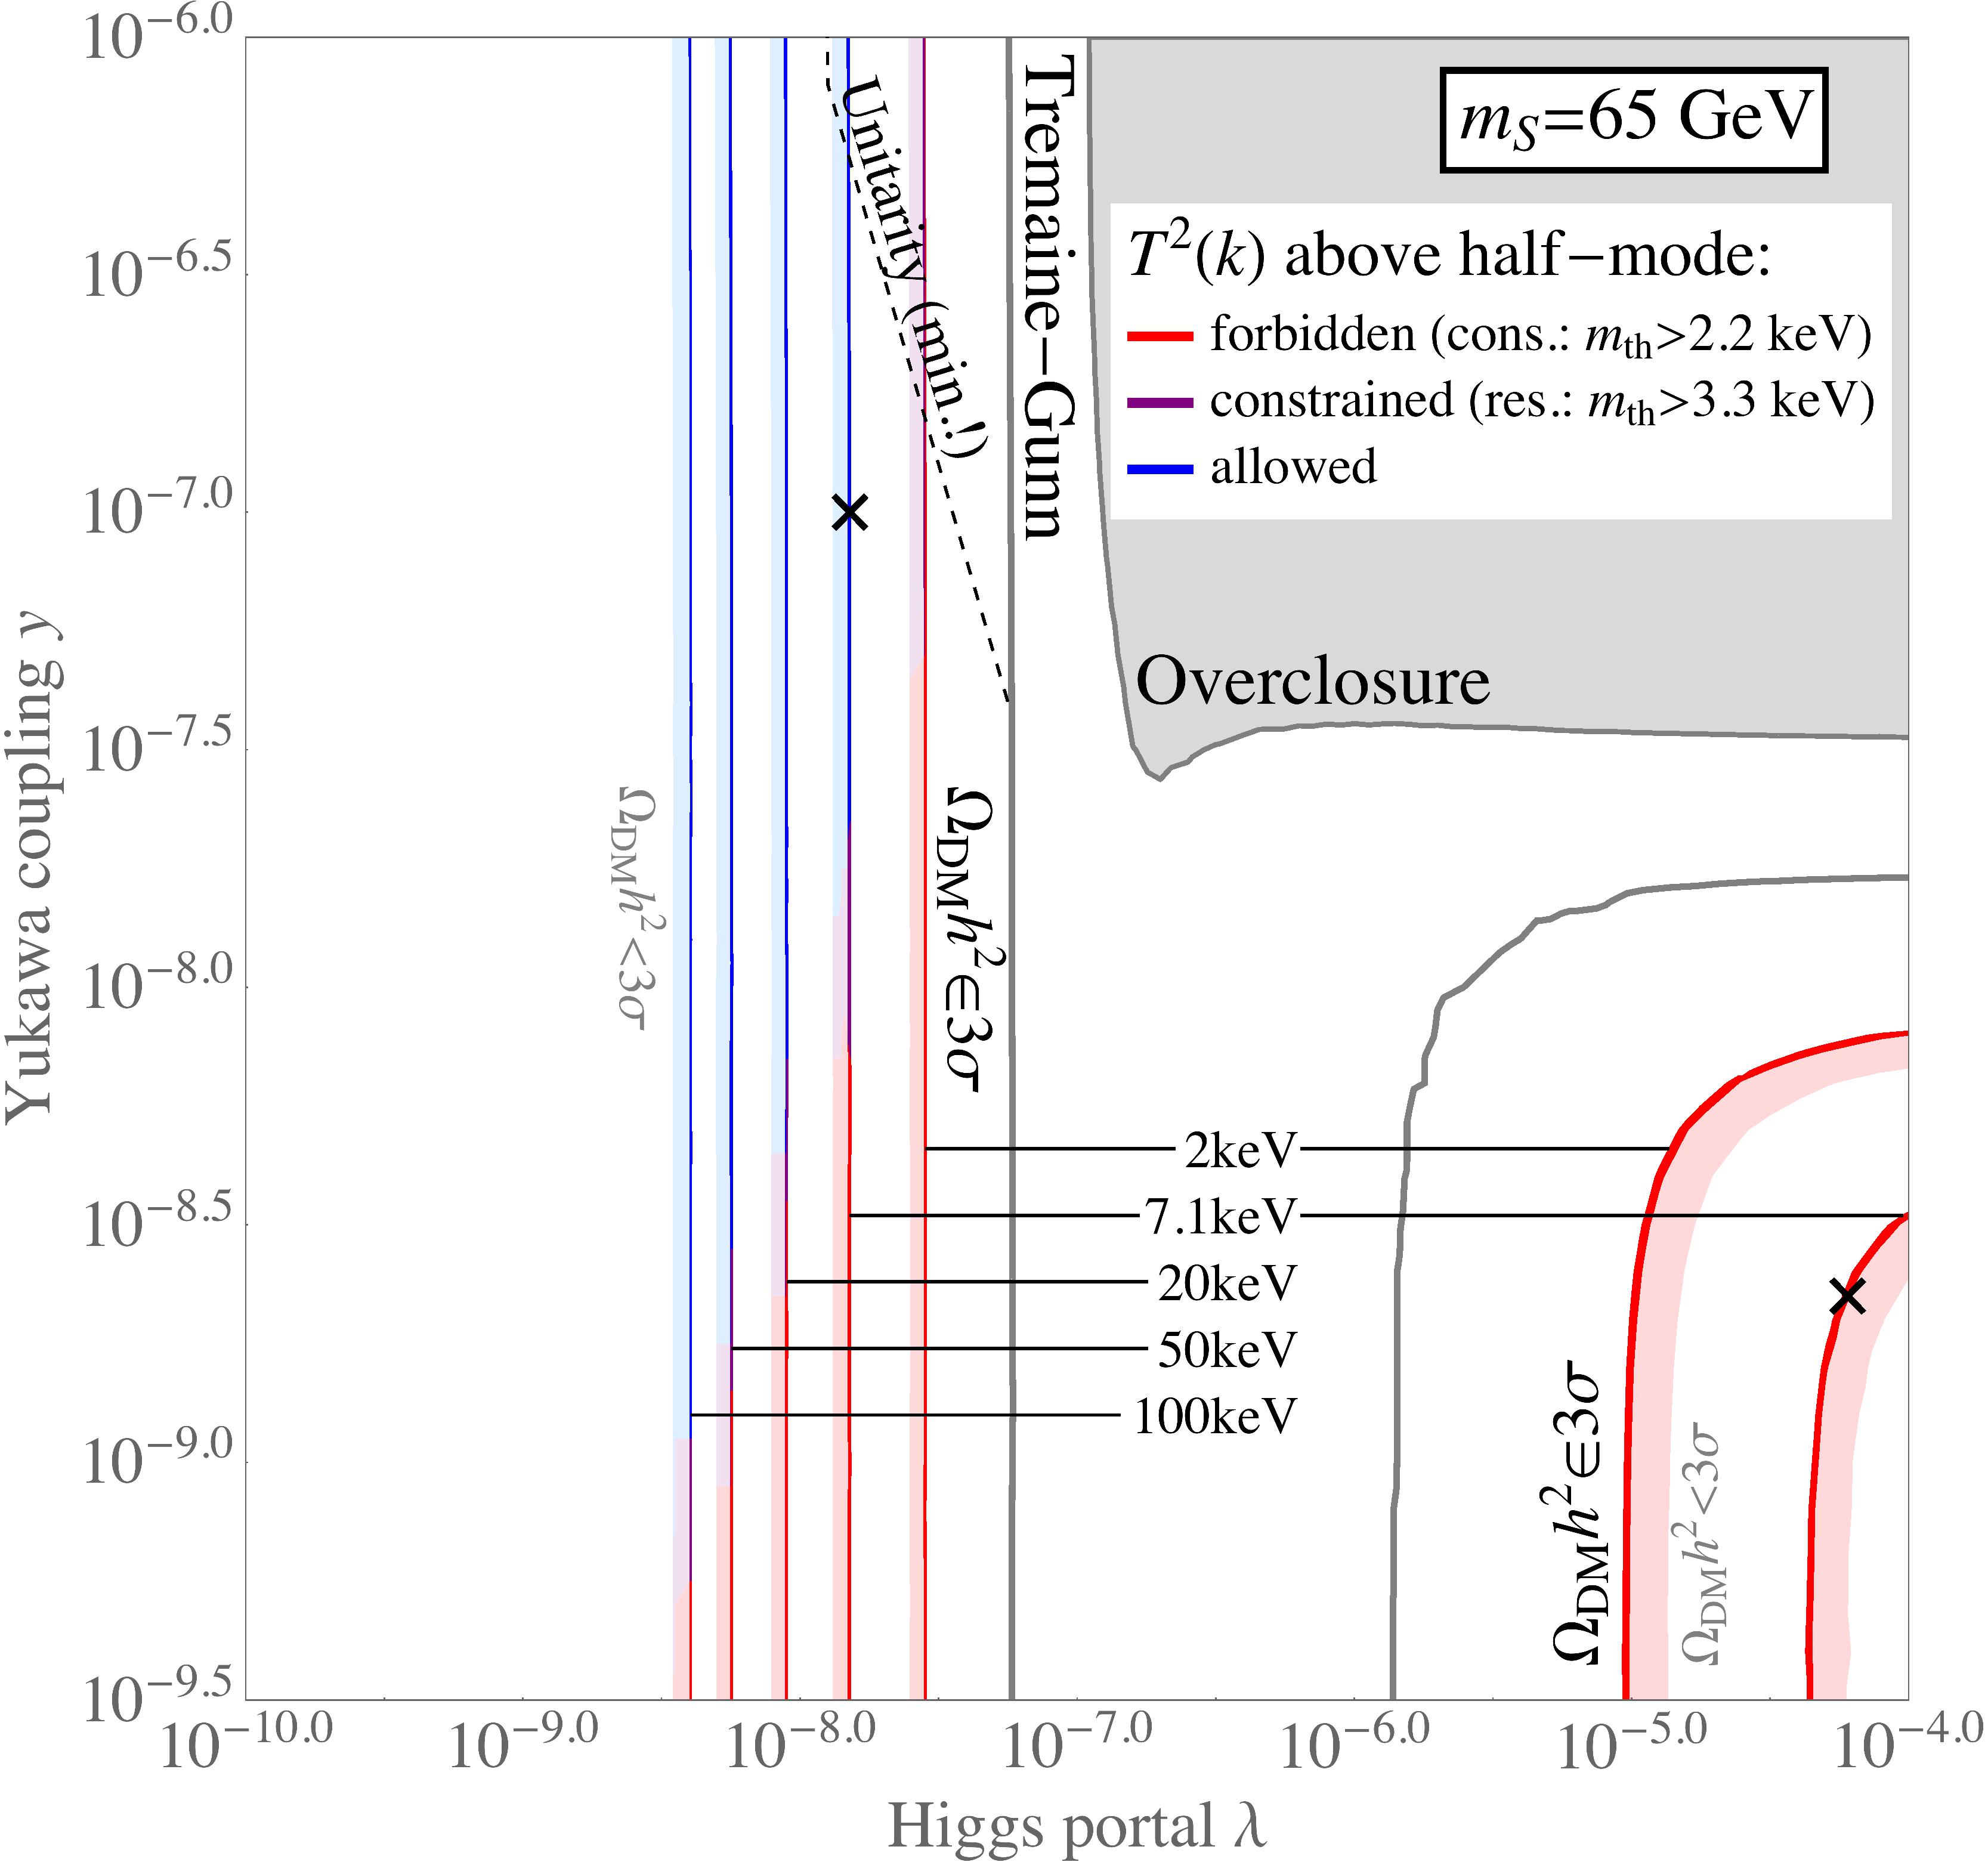 10−6.0
10−6.5
10−7.0
10−7.5
10−8.0
10−8.5
10−9.0
10−9.5
Yukawa coupling y
10−10.0
10−9.0
10−8.0
10−7.0
10−6.0
10−5.0
10−4.0
Higgs portal λ
mS=65 GeV
T2(k) above half−mode:
forbidden (cons.: mth>2.2 keV)
constrained (res.: mth>3.3 keV)
allowed
Unitarity (min.!)
Tremaine−Gunn
Overclosure
ΩDMh2<3σ
ΩDMh2∈3σ
2keV
7.1keV
20keV
50keV
100keV
ΩDMh2∈3σ
ΩDMh2<3σ